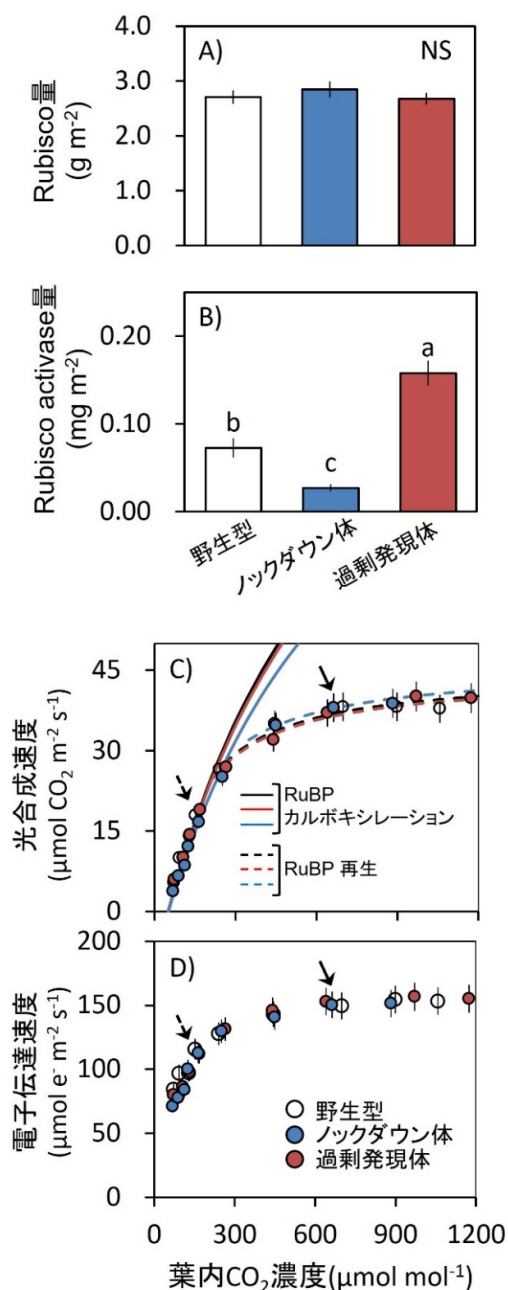 A)
NS
Rubisco量
(g m-2)
4.0
3.0
2.0
1.0
0.0
B)
Rubisco activase量
(mg m-2)
0.20
0.10
0.00
b
c
a
野生型
ノックダウン体
過剰発現体
C)
光合成速度
(µmol CO2 m-2 s-1)
45
30
15
0
RuBP
カルボキシレーション
RuBP 再生
D)
電子伝達速度
(µmol e- m-2 s-1)
200
150
100
50
0
野生型
ノックダウン体
過剰発現体
0
300
600
900
1200
葉内CO2濃度(µmol mol-1)